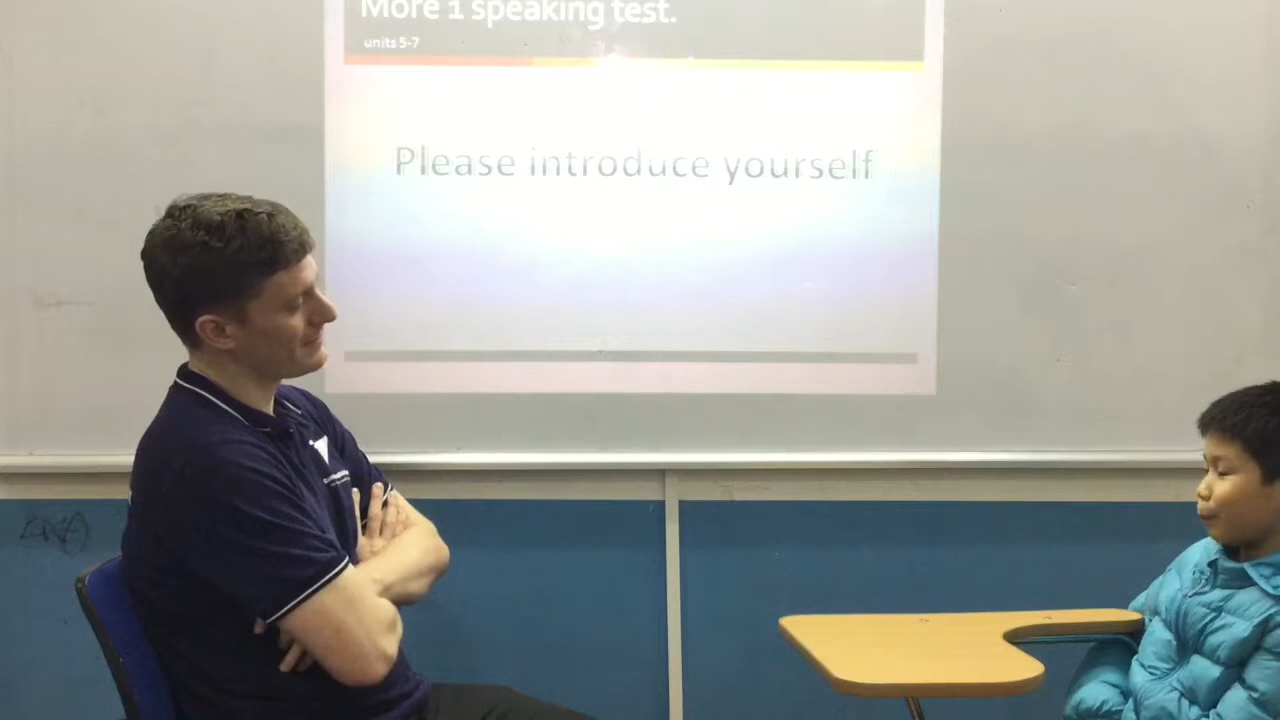 More 1 speaking test.
units 5-7
Please introduce yourself